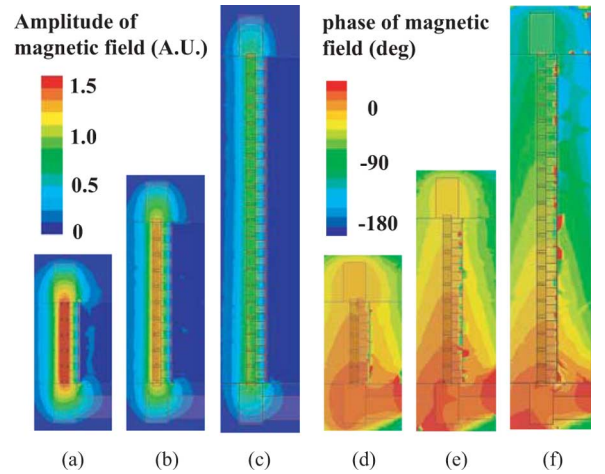 Amplitude of
magnetic field (A.U.)
1.5
1.0
0.5
0
phase of magnetic
field (deg)
0
-90
-180
(a)
(b)
(c)
(d)
(e)
(f)